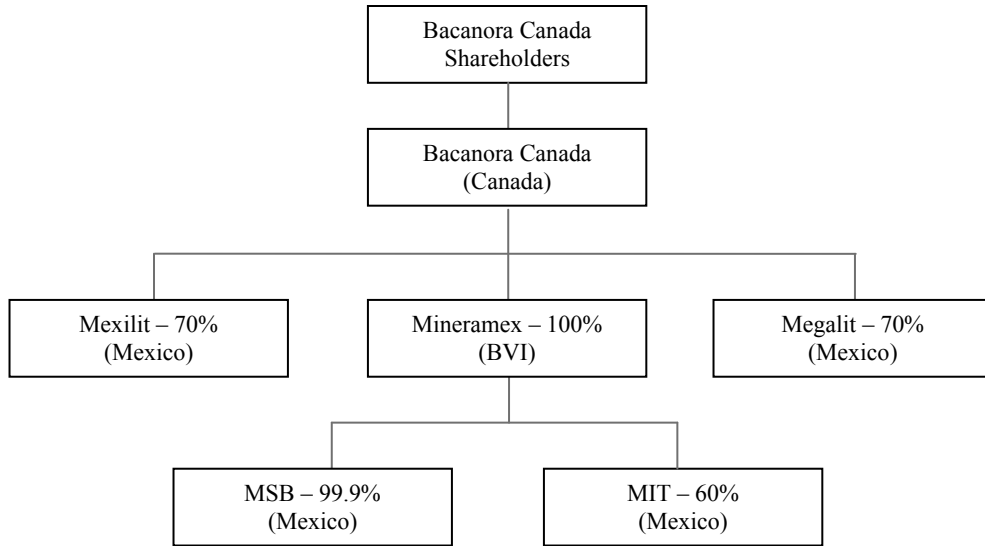 Bacanora Canada
Shareholders
Bacanora Canada
(Canada)
Mexilit – 70%
(Mexico)
Mineramex – 100%
(BVI)
Megalit – 70%
(Mexico)
MSB – 99.9%
(Mexico)
MIT – 60%
(Mexico)